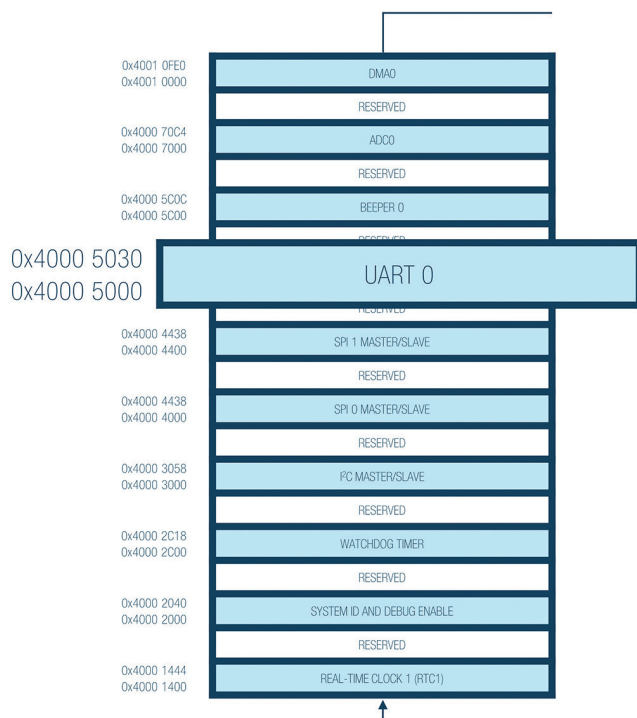 0x4001 0FE0
0x4001 0000
DMA0
RESERVED
0x4000 70C4
0x4000 7000
ADC0
RESERVED
0x4000 5C0C
0x4000 5C00
BEEPER 0
RESERVED
0x4000 5030
0x4000 5000
UART 0
RESERVED
0x4000 4438
0x4000 4400
SPI 1 MASTER/SLAVE
RESERVED
0x4000 4438
0x4000 4000
SPI 0 MASTER/SLAVE
RESERVED
0x4000 3058
0x4000 3000
I²C MASTER/SLAVE
RESERVED
0x4000 2C18
0x4000 2C00
WATCHDOG TIMER
RESERVED
0x4000 2040
0x4000 2000
SYSTEM ID AND DEBUG ENABLE
RESERVED
0x4000 1444
0x4000 1400
REAL-TIME CLOCK 1 (RTC1)